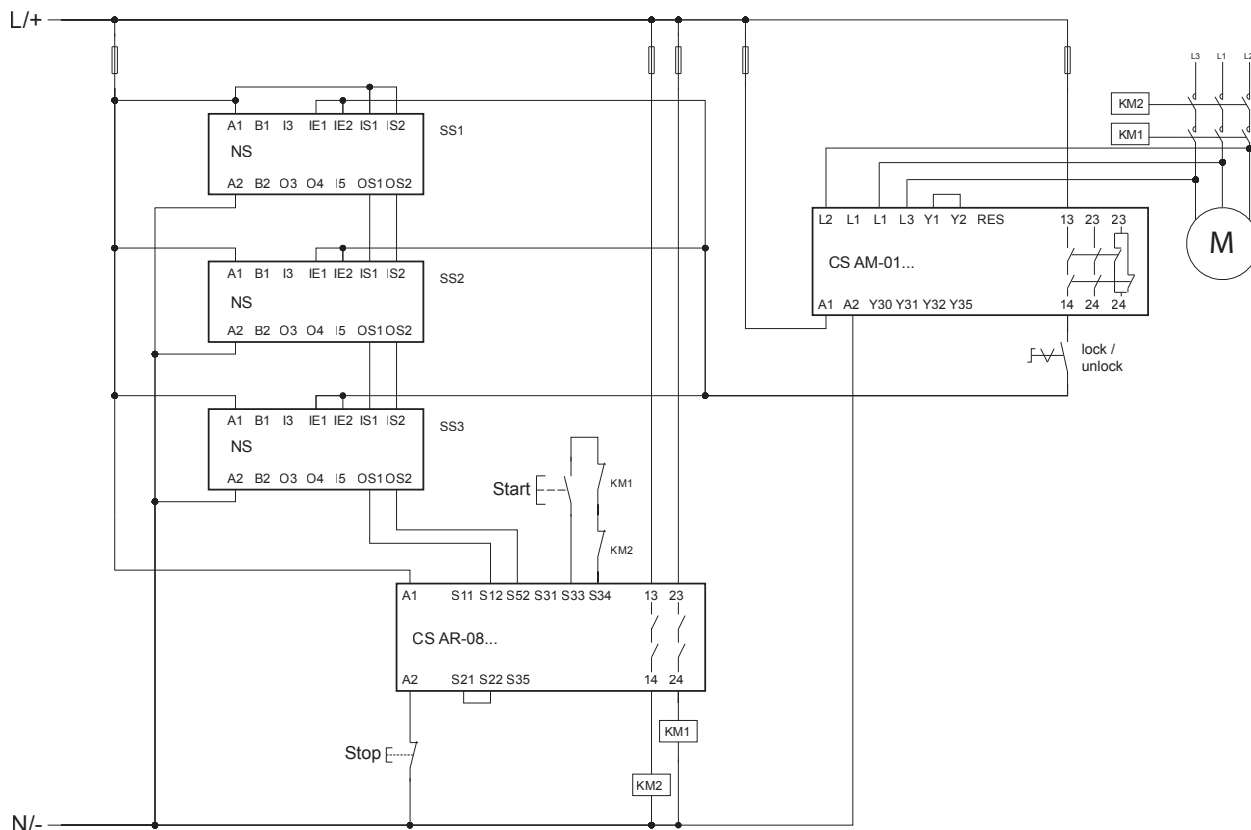 L/+
L3 L1 L2
KM2
KM1
A1 B1 I3 IE1 IE2 IS1 IS2
SS1
NS
A2 B2 O3 O4 I5 OS1 OS2
L2 L1 L1 L3 Y1 Y2 RES 13 23 23
M
CS AM-01...
A1 A2 Y30 Y31 Y32 Y35 14 24 24
A1 B1 I3 IE1 IE2 IS1 IS2
SS2
NS
A2 B2 O3 O4 I5 OS1 OS2
lock /
unlock
A1 B1 I3 IE1 IE2 IS1 IS2
SS3
NS
A2 B2 O3 O4 I5 OS1 OS2
Start
KM1
KM2
A1 S11 S12 S52 S31 S33 S34 13 23
CS AR-08...
A2 S21 S22 S35 14 24
Stop
KM1
KM2
N/-